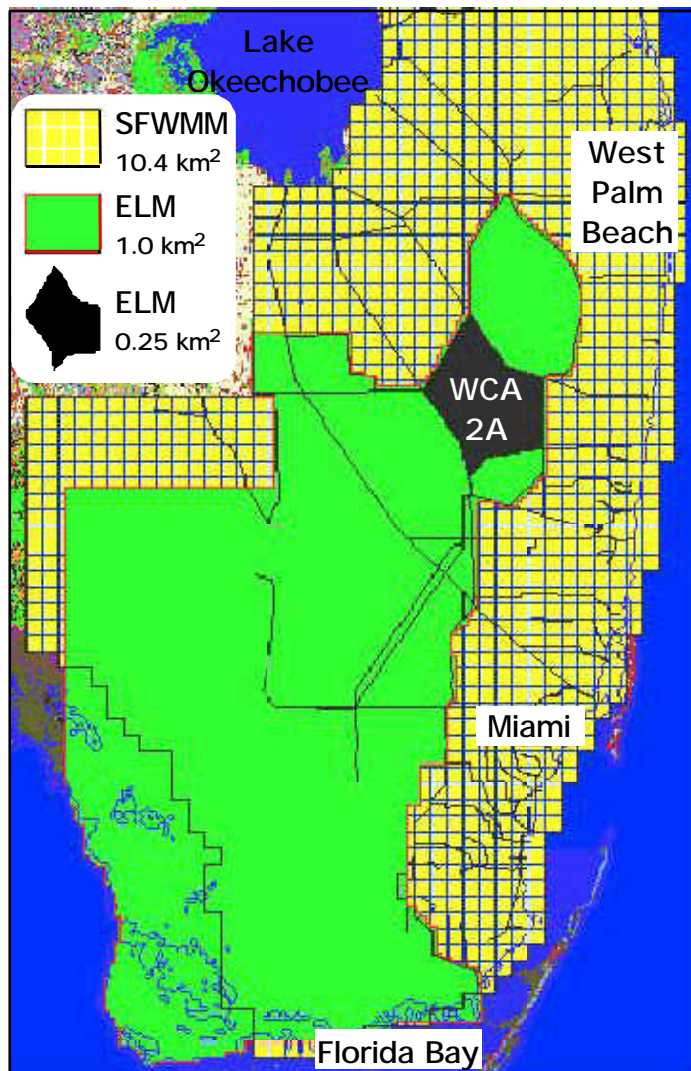 Lake
Okeechobee
SFWMM
10.4 km²
ELM
1.0 km²
ELM
0.25 km²
West
Palm
Beach
WCA
2A
Miami
Florida Bay